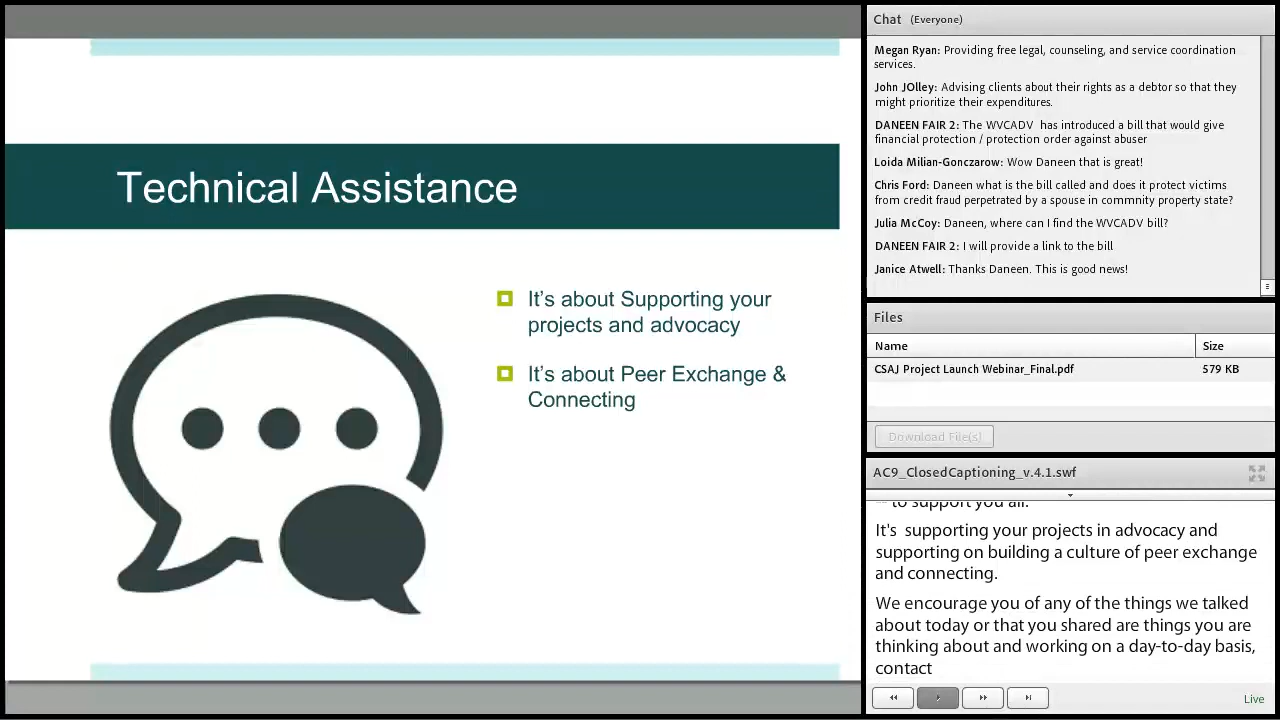 Technical Assistance
It's about Supporting your
projects and advocacy
It's about Peer Exchange &
Connecting
Chat (Everyone)
Megan Ryan: Providing free legal, counseling, and service coordination
services.
John JOlley: Advising clients about their rights as a debtor so that they
might prioritize their expenditures.
DANEEN FAIR 2: The WVCADV has introduced a bill that would give
financial protection / protection order against abuser
Loida Milian-Gonczarow: Wow Daneen that is great!
Chris Ford: Daneen what is the bill called and does it protect victims
from credit fraud perpetrated by a spouse in commnity property state?
Julia McCoy: Daneen, where can I find the WVCADV bill?
DANEEN FAIR 2: I will provide a link to the bill
Janice Atwell: Thanks Daneen. This is good news!
Files
Name Size
CSAJ Project Launch Webinar_Final.pdf 579 KB
Download File(s)
AC9_ClosedCaptioning_v.4.1.swf
-- to support you all.
It's supporting your projects in advocacy and
supporting on building a culture of peer exchange
and connecting.
We encourage you of any of the things we talked
about today or that you shared are things you are
thinking about and working on a day-to-day basis,
contact
Live